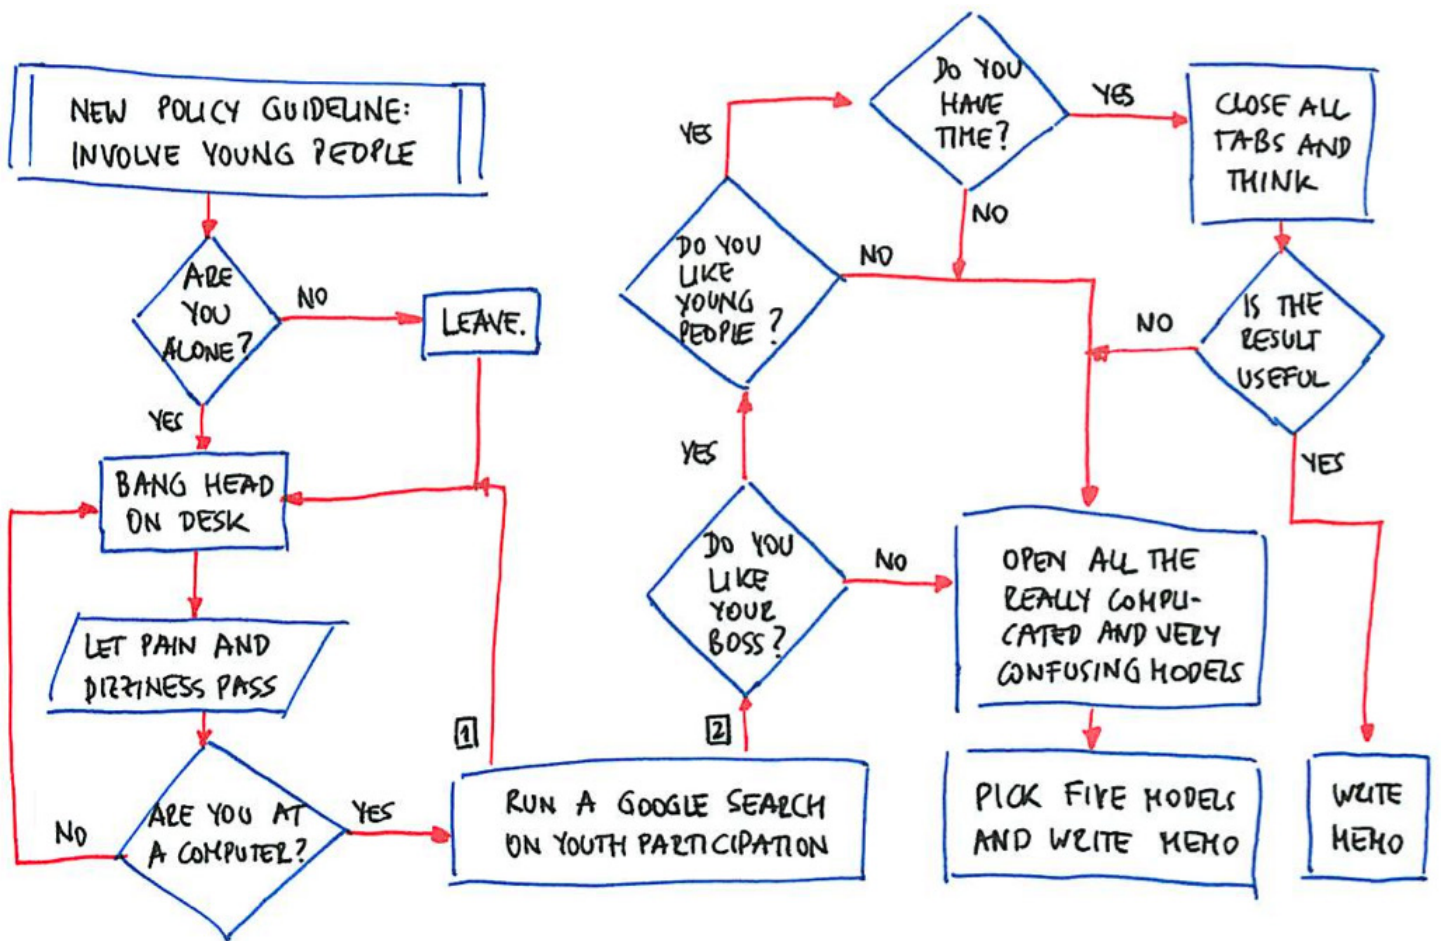 NEW POLICY GUIDELINE:
INVOLVE YOUNG PEOPLE
ARE
YOU
ALONE?
NO
LEAVE.
YES
BANG HEAD
ON DESK
LET PAIN AND
DIZZINESS PASS
ARE YOU AT
A COMPUTER?
NO
YES
1
2
RUN A GOOGLE SEARCH
ON YOUTH PARTICIPATION
DO YOU
LIKE
YOUR
BOSS?
NO
YES
DO YOU
LIKE
YOUNG
PEOPLE?
NO
YES
DO YOU
HAVE
TIME?
NO
YES
CLOSE ALL
TABS AND
THINK
IS THE
RESULT
USEFUL
NO
YES
OPEN ALL THE
REALLY COMPLI-
CATED AND VERY
CONFUSING MODELS
PICK FIVE MODELS
AND WRITE MEMO
WRITE
MEMO